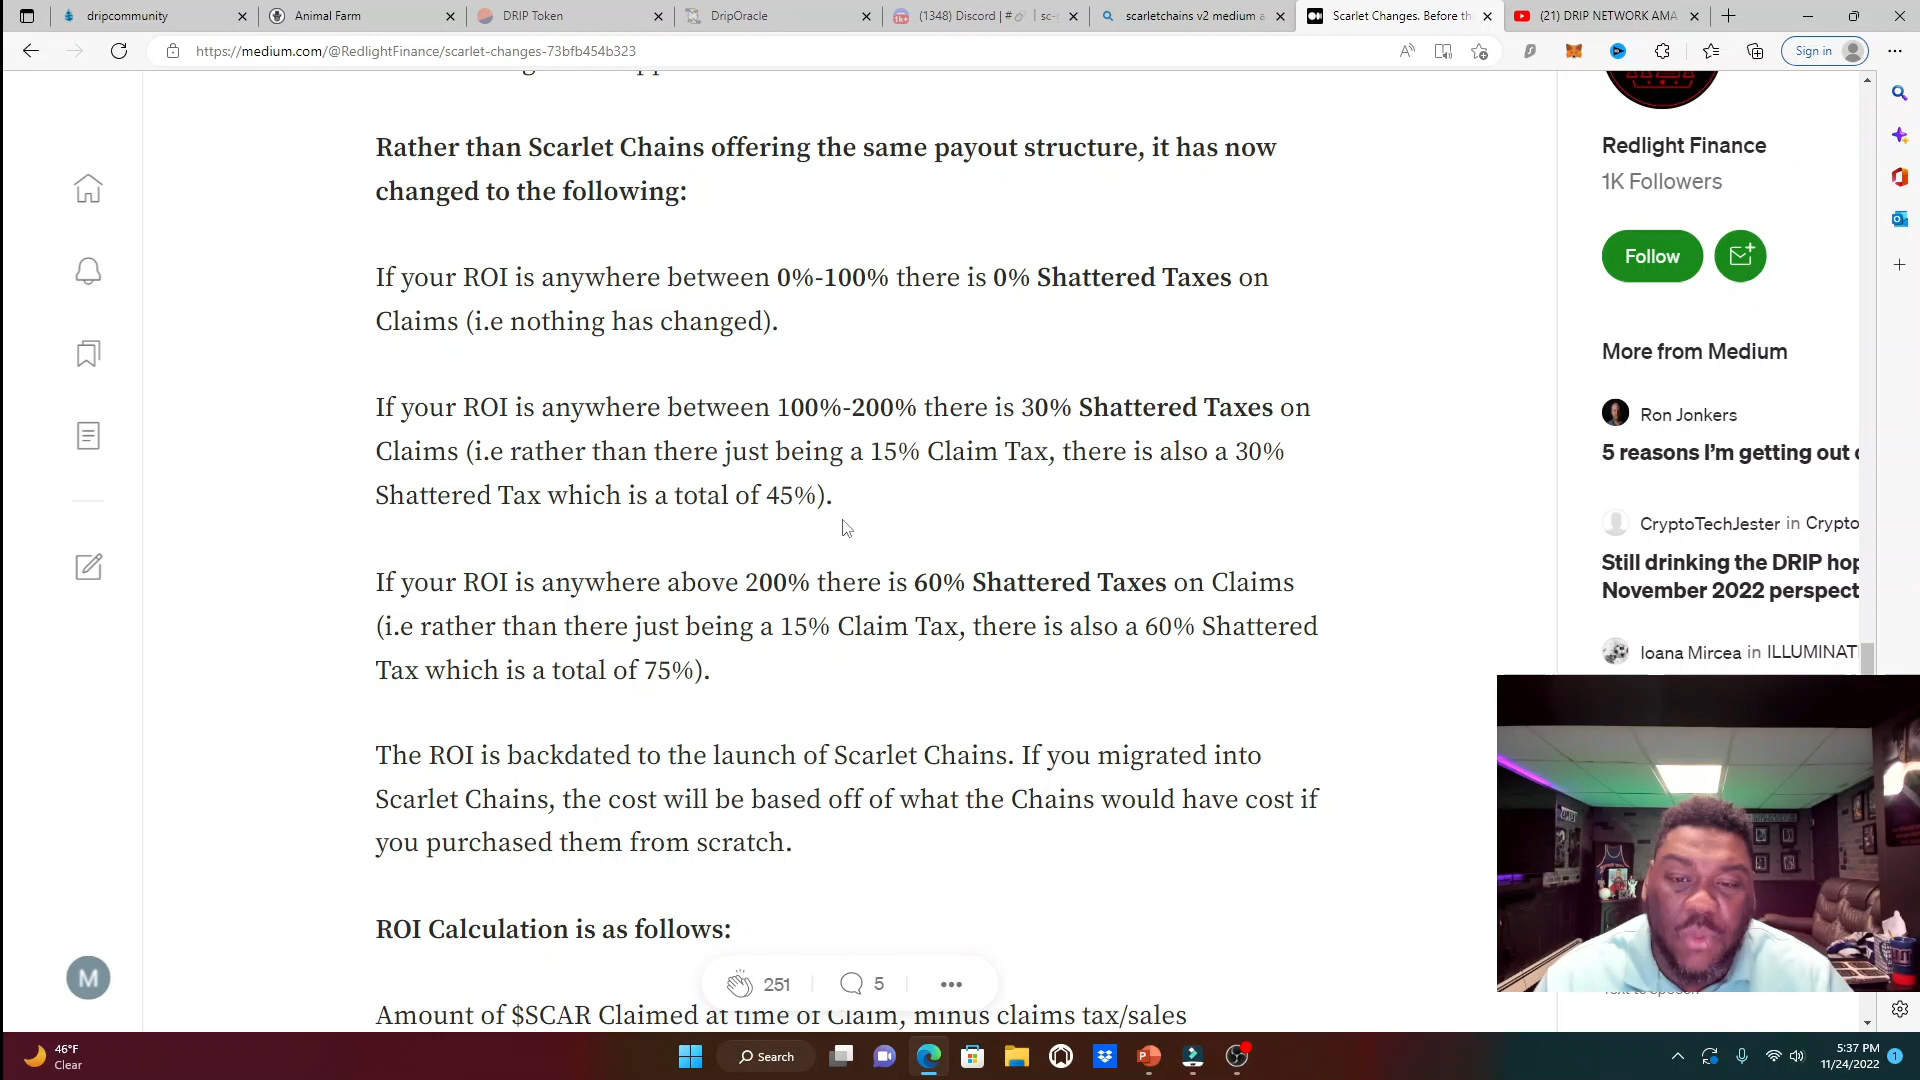 dripcommunity
Animal Farm
DRIP Token
DripOracle
(1348) Discord | #
sc-
scarletchains v2 medium a
Scarlet Changes. Before th
(21) DRIP NETWORK AMA
https://medium.com/@RedlightFinance/scarlet-changes-73bfb454b323
Sign in
Rather than Scarlet Chains offering the same payout structure, it has now
changed to the following:
If your ROI is anywhere between 0%-100% there is 0% Shattered Taxes on
Claims (i.e nothing has changed).
If your ROI is anywhere between 100%-200% there is 30% Shattered Taxes on
Claims (i.e rather than there just being a 15% Claim Tax, there is also a 30%
Shattered Tax which is a total of 45%).
If your ROI is anywhere above 200% there is 60% Shattered Taxes on Claims
(i.e rather than there just being a 15% Claim Tax, there is also a 60% Shattered
Tax which is a total of 75%).
The ROI is backdated to the launch of Scarlet Chains. If you migrated into
Scarlet Chains, the cost will be based off of what the Chains would have cost if
you purchased them from scratch.
ROI Calculation is as follows:
251
5
Amount of $SCAR Claimed at time of Claim, minus claims tax/sales
M
Redlight Finance
1K Followers
Follow
More from Medium
Ron Jonkers
5 reasons I'm getting out
CryptoTechJester in Crypto
Still drinking the DRIP hop
November 2022 perspect
Ioana Mircea in ILLUMINAT
46°F
Clear
Search
5:37 PM
11/24/2022
1